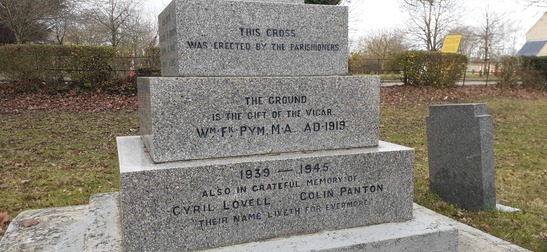 THIS CROSS
WAS ERECTED BY THE PARISHIONERS.
THE GROUND
IS THE GIFT OF THE VICAR
WM. FK. PYM, M.A. AD·1919.
1939 — 1945
ALSO IN GRATEFUL MEMORY OF
CYRIL LOVELL COLIN PANTON
THEIR NAME LIVETH FOR EVERMORE.